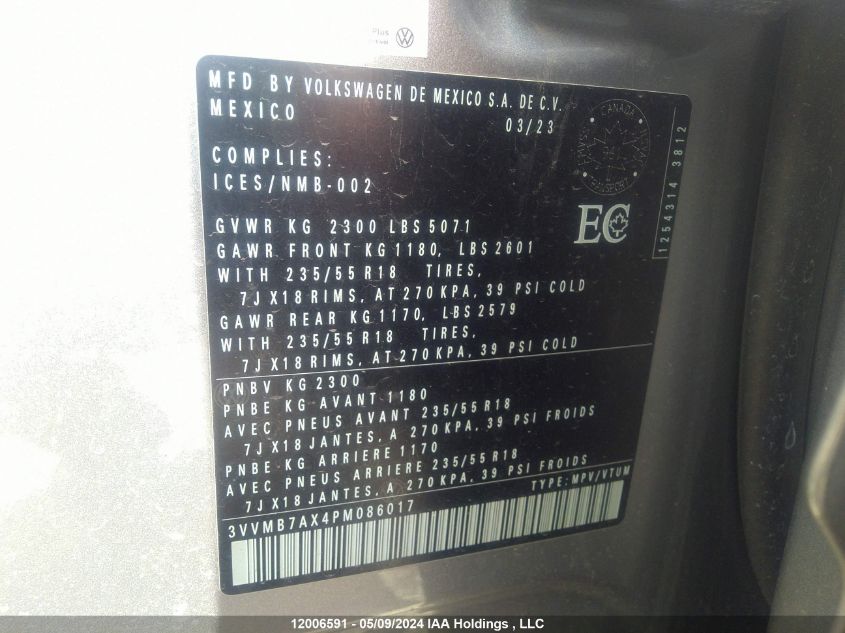 Plus
MFD BY VOLKSWAGEN DE MEXICO S.A. DE C.V.
MEXICO
03/23
CANADA
TRANSPORT
COMPLIES:
ICES/NMB-002
EC
1254314 3812
GVWR KG 2300 LBS 5071
GAWR FRONT KG 1180, LBS 2601
WITH 235/55 R18 TIRES,
7J X18 RIMS, AT 270 KPA, 39 PSI COLD
GAWR REAR KG 1170, LBS 2579
WITH 235/55 R18 TIRES,
7J X18 RIMS, AT 270 KPA, 39 PSI COLD
PNBV KG 2300
PNBE KG AVANT 1180
AVEC PNEUS AVANT 235/55 R18
7J X18 JANTES, A 270 KPA, 39 PSI FROIDS
PNBE KG ARRIERE 1170
AVEC PNEUS ARRIERE 235/55 R18
7J X18 JANTES, A 270 KPA, 39 PSI FROIDS
TYPE: MPV/VTUM
3VVMB7AX4PM086017
12006591 - 05/09/2024 IAA Holdings , LLC